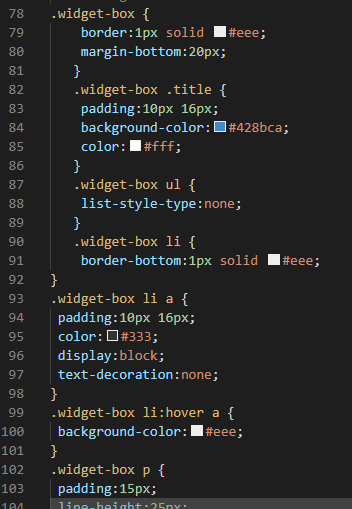 78 .widget-box {
79 border:1px solid #eee;
80 margin-bottom:20px;
81 }
82 .widget-box .title {
83 padding:10px 16px;
84 background-color:#428bca;
85 color:#fff;
86 }
87 .widget-box ul {
88 list-style-type:none;
89 }
90 .widget-box li {
91 border-bottom:1px solid #eee;
92 }
93 .widget-box li a {
94 padding:10px 16px;
95 color:#333;
96 display:block;
97 text-decoration:none;
98 }
99 .widget-box li:hover a {
100 background-color:#eee;
101 }
102 .widget-box p {
103 padding:15px;
104 line-height:25px;